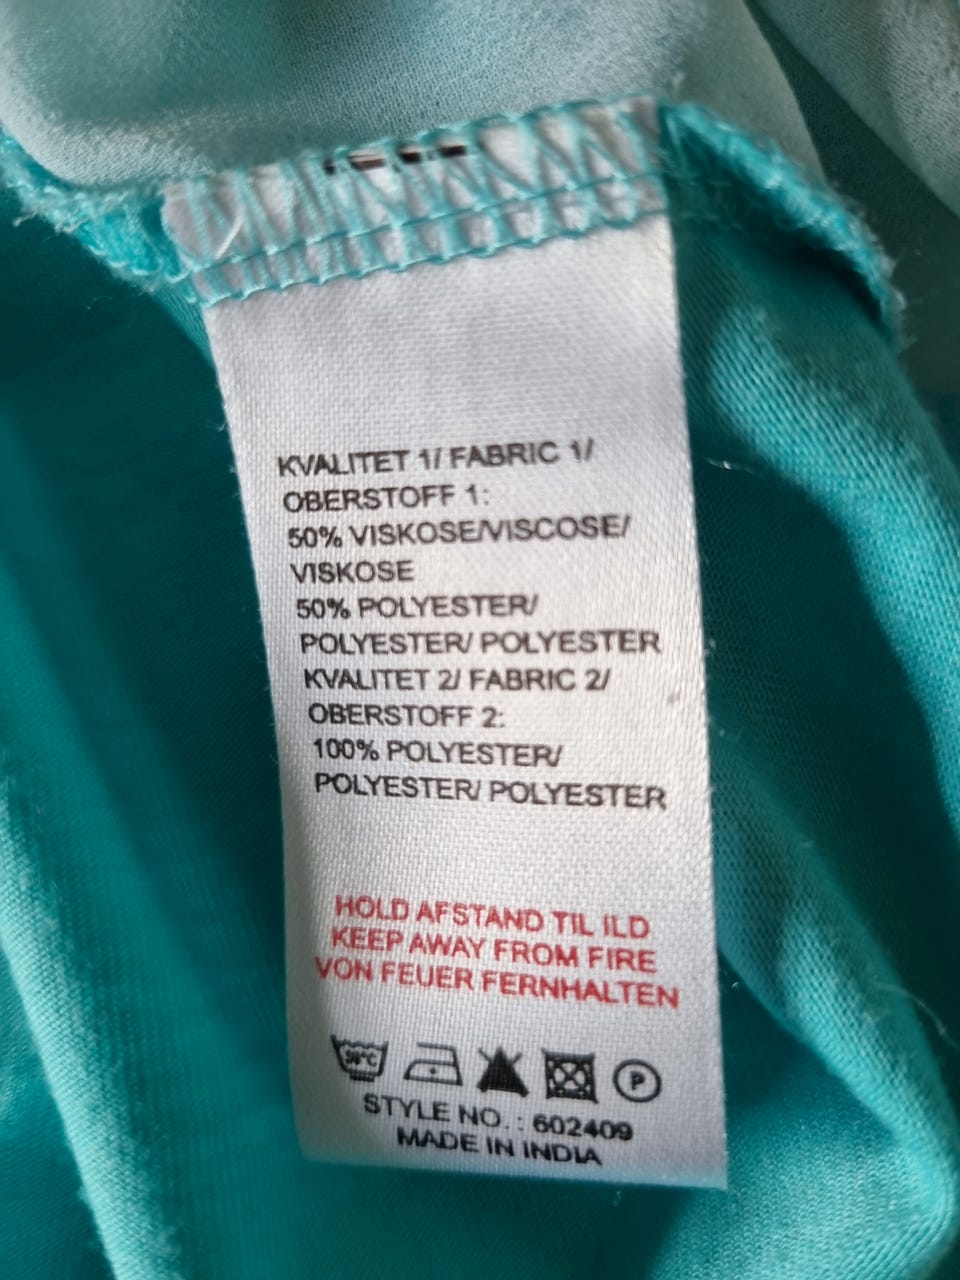 KVALITET 1/ FABRIC 1/
OBERSTOFF 1:
50% VISKOSE/VISCOSE/
VISKOSE
50% POLYESTER/
POLYESTER/ POLYESTER
KVALITET 2/ FABRIC 2/
OBERSTOFF 2:
100% POLYESTER/
POLYESTER/ POLYESTER
HOLD AFSTAND TIL ILD
KEEP AWAY FROM FIRE
VON FEUER FERNHALTEN
30°C P
STYLE NO. : 602409
MADE IN INDIA